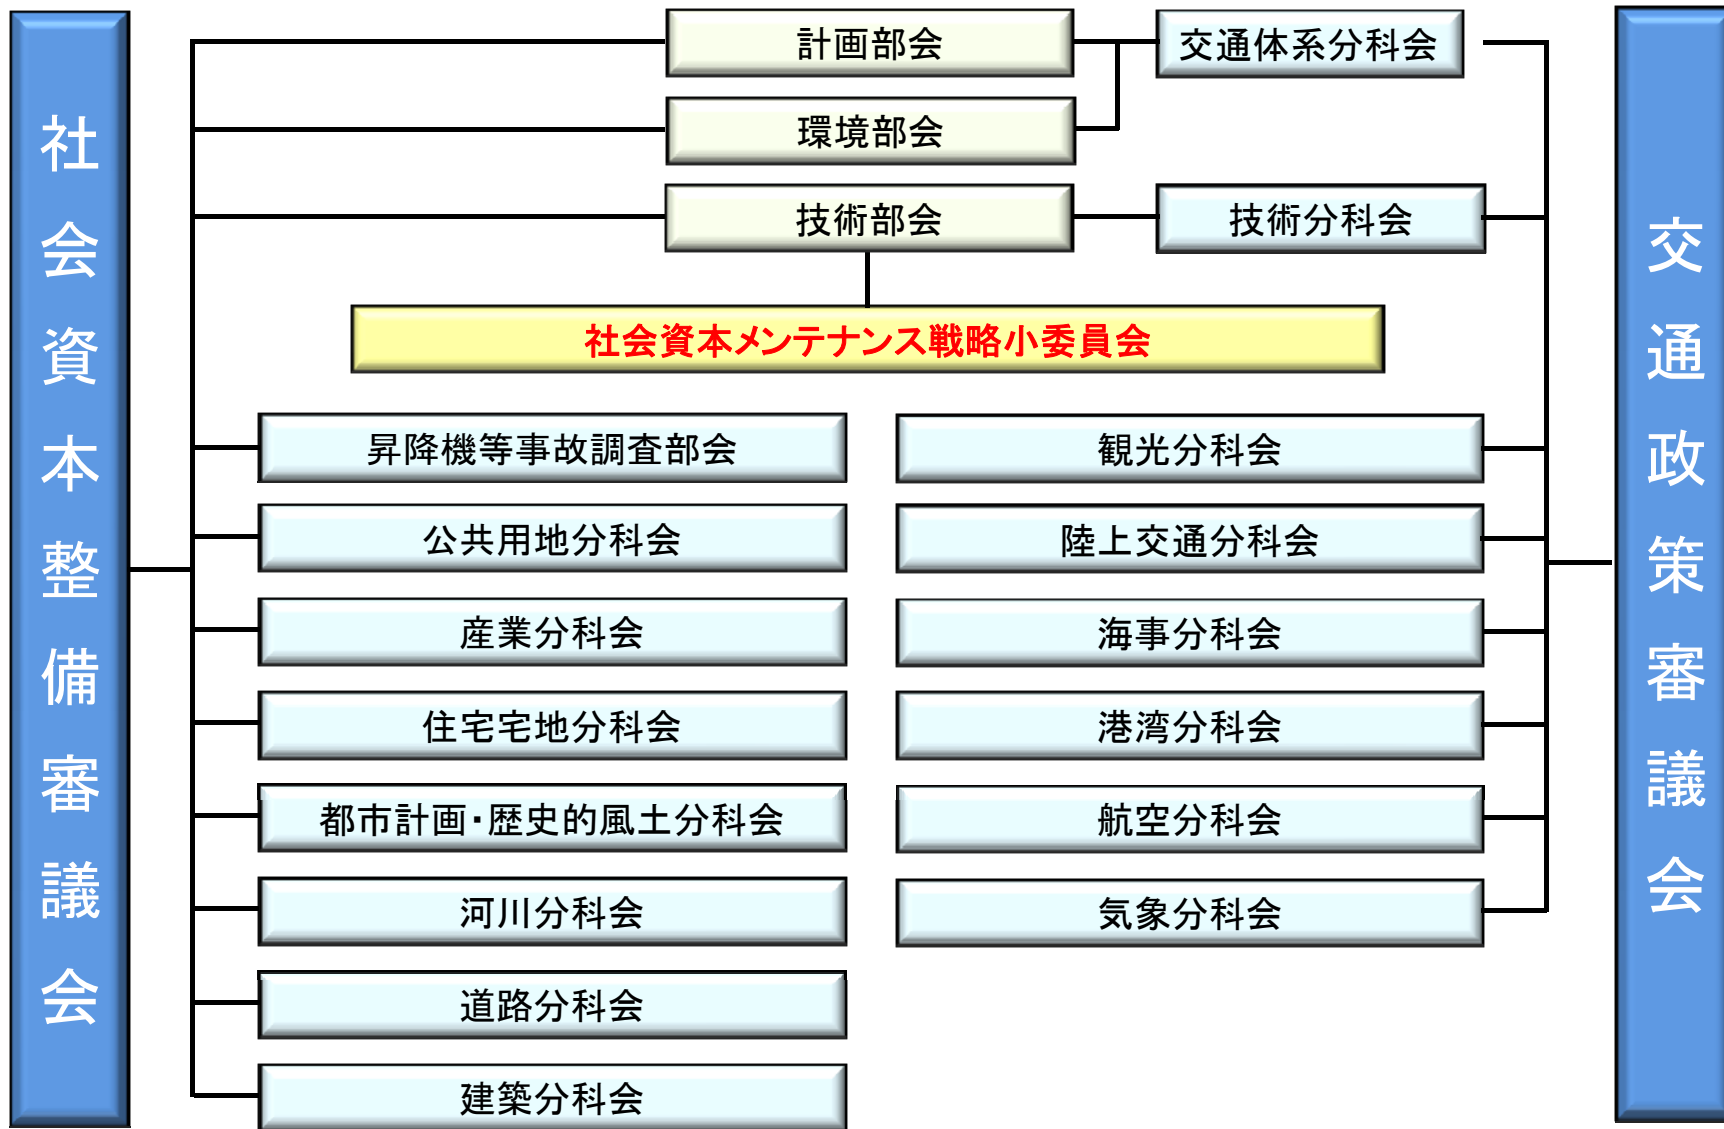 社会資本整備審議会
計画部会
交通体系分科会
環境部会
技術部会
技術分科会
社会資本メンテナンス戦略小委員会
昇降機等事故調査部会
公共用地分科会
産業分科会
住宅宅地分科会
都市計画・歴史的風土分科会
河川分科会
道路分科会
建築分科会
観光分科会
陸上交通分科会
海事分科会
港湾分科会
航空分科会
気象分科会
交通政策審議会